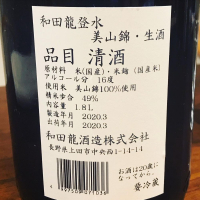 和田龍登水
美山錦・生酒
品目 清酒
原材料 米(国産)・米麹(国産米)
アルコール分 16度
使用米 美山錦100%使用
精米歩合 49%
内容量 1.8L
製造年月 2020.3
出荷年月 2020.3
和田龍酒造株式会社
長野県上田市中央西1-14-14
お酒は20歳に
なってから。
要冷蔵